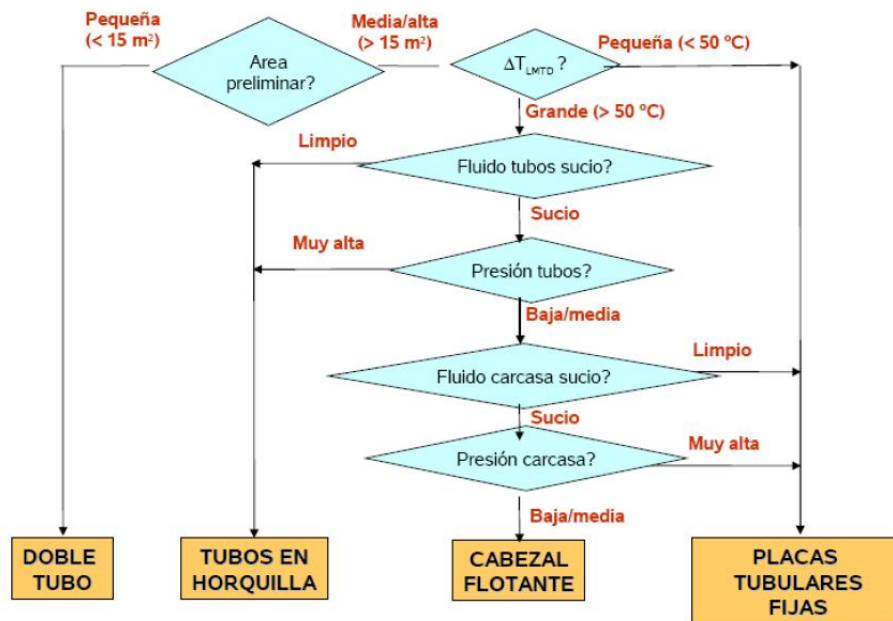 Pequeña
(< 15 m²)
Media/alta
(> 15 m²)
Pequeña (< 50 ºC)
Area
preliminar?
ΔT_LMTD ?
Grande (> 50 ºC)
Limpio
Fluido tubos sucio?
Sucio
Muy alta
Presión tubos?
Baja/media
Limpio
Fluido carcasa sucio?
Sucio
Muy alta
Presión carcasa?
Baja/media
DOBLE
TUBO
TUBOS EN
HORQUILLA
CABEZAL
FLOTANTE
PLACAS
TUBULARES
FIJAS